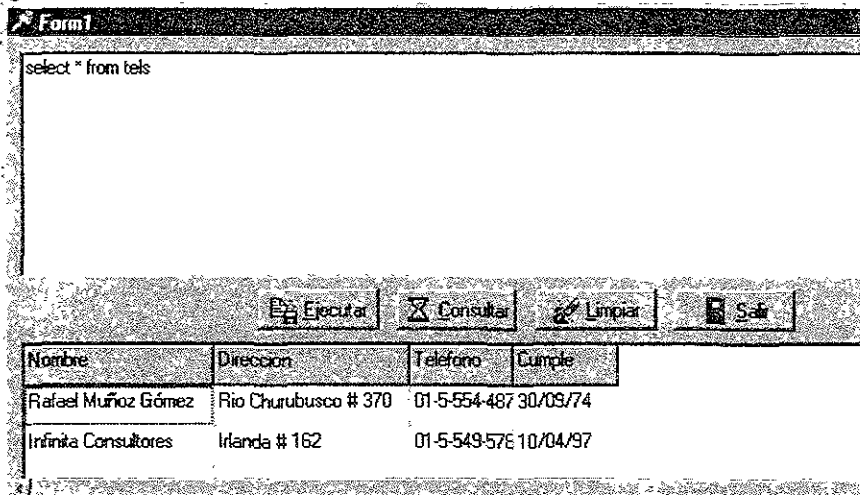 Form1
select * from tels
Ejecutar Consultar Limpiar Salir
Nombre Direccion Teléfono Cumple
Rafael Muñoz Gómez Rio Churubusco # 370 01-5-554-487 30/09/74
Infinita Consultores Irlanda # 162 01-5-549-578 10/04/97